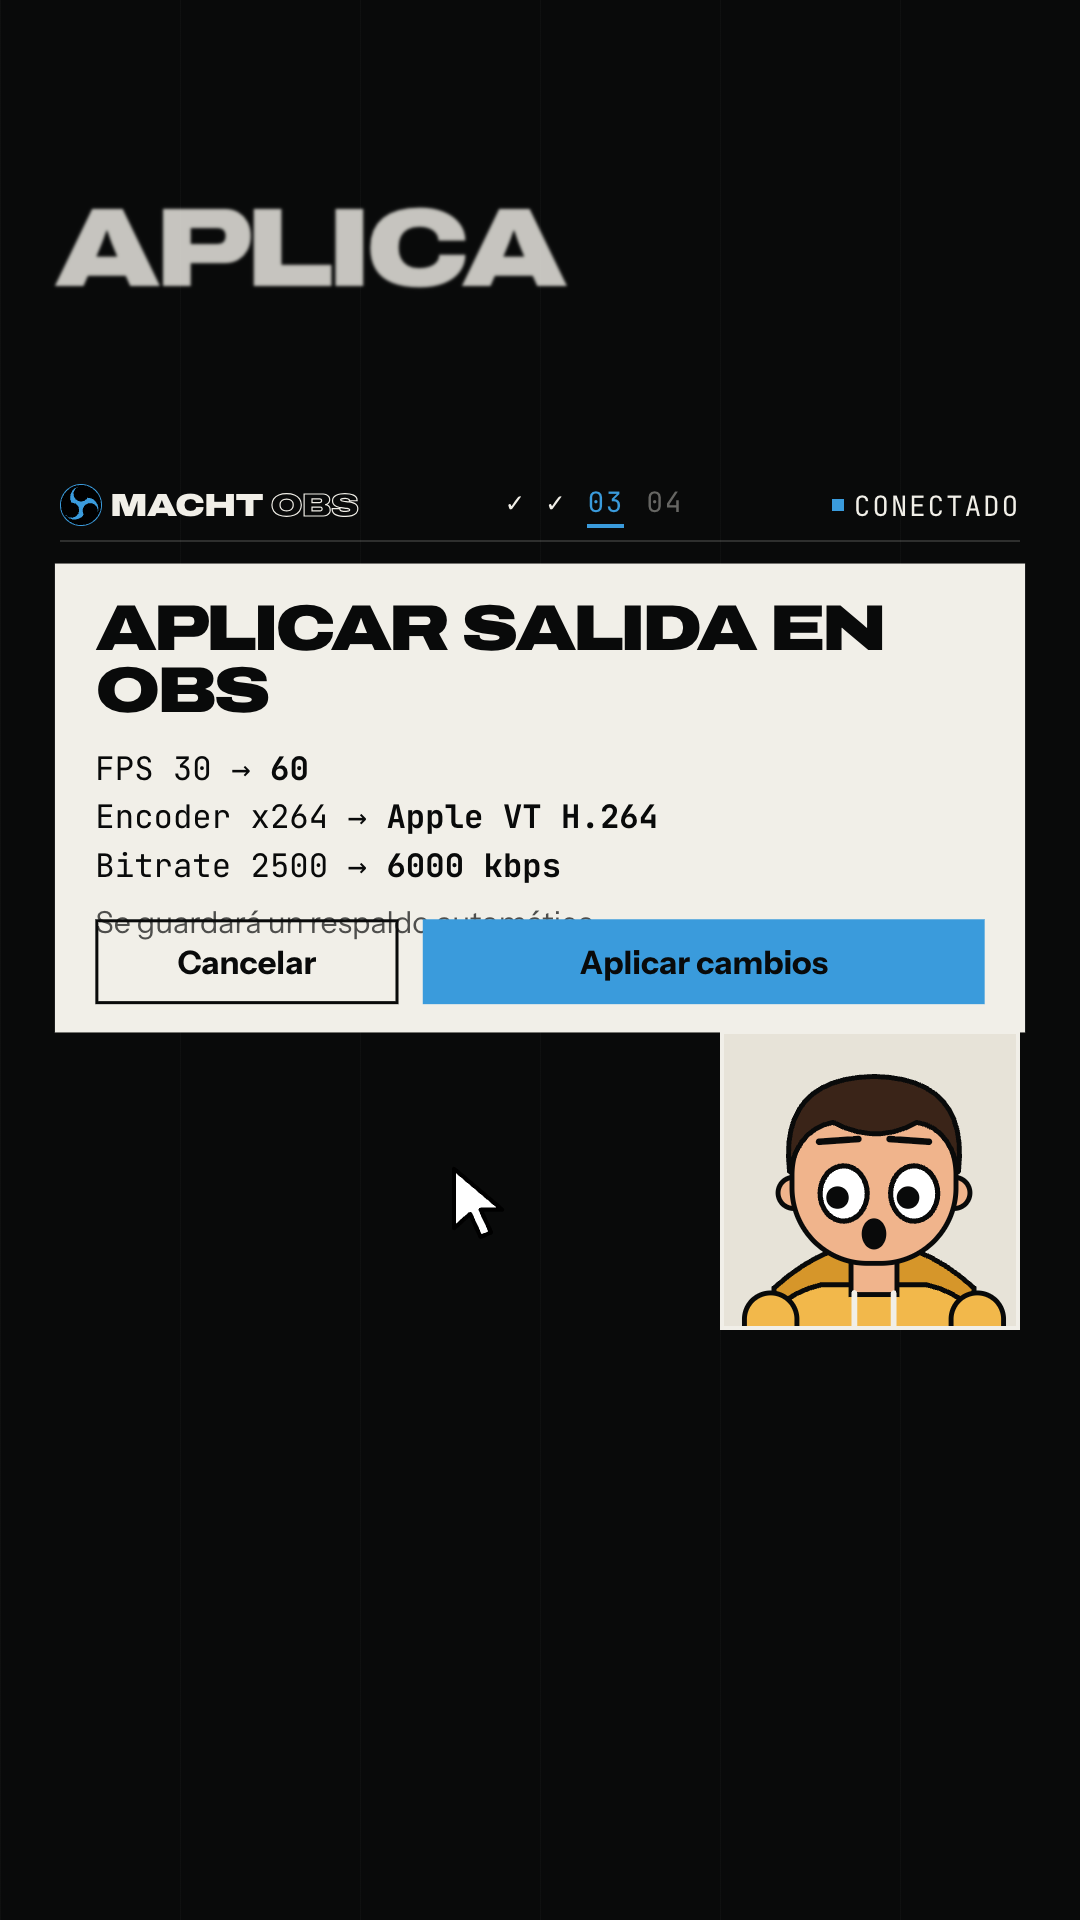 APLICA
MACHT OBS
✓ ✓ 03 04
CONECTADO
APLICAR SALIDA EN
OBS
FPS 30 → 60
Encoder x264 → Apple VT H.264
Bitrate 2500 → 6000 kbps
Se guardará un respaldo automático
Cancelar
Aplicar cambios